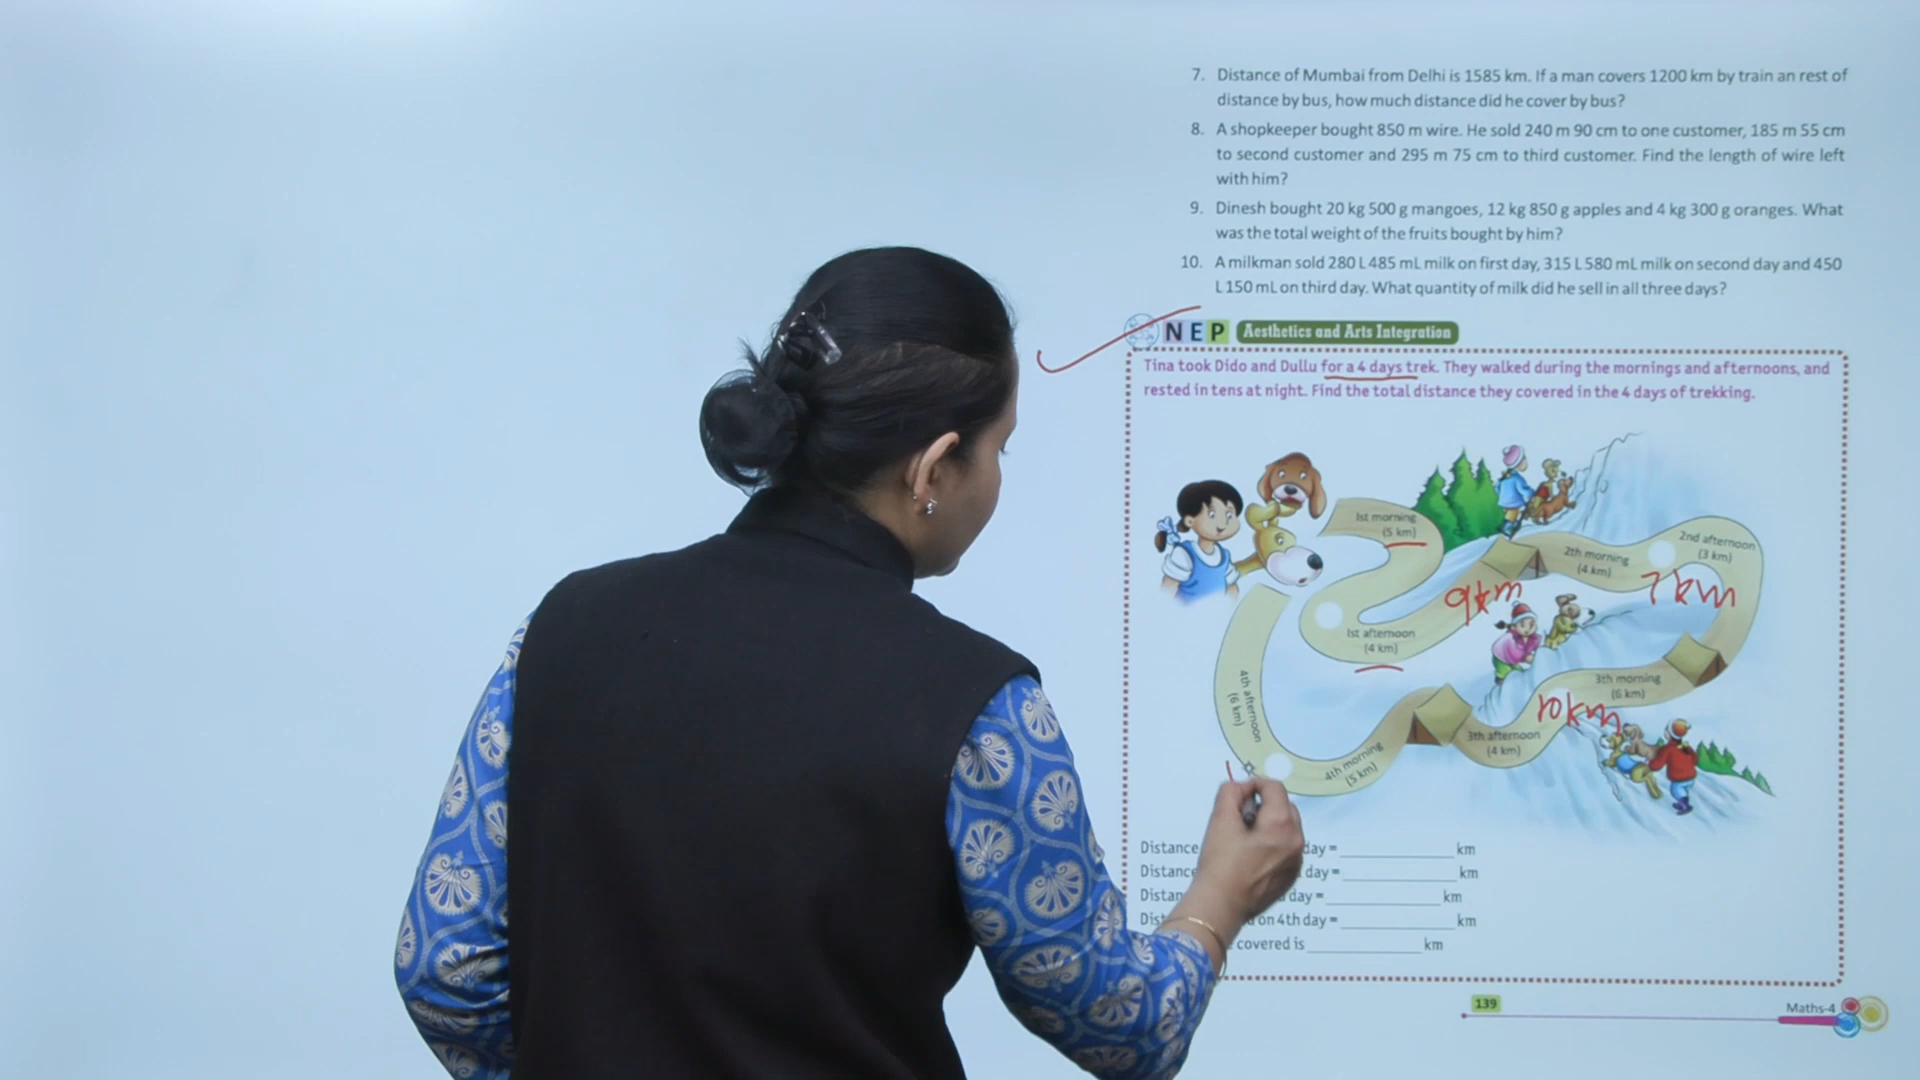 7. Distance of Mumbai from Delhi is 1585 km. If a man covers 1200 km by train an rest of
distance by bus, how much distance did he cover by bus?
8. A shopkeeper bought 850 m wire. He sold 240 m 90 cm to one customer, 185 m 55 cm
to second customer and 295 m 75 cm to third customer. Find the length of wire left
with him?
9. Dinesh bought 20 kg 500 g mangoes, 12 kg 850 g apples and 4 kg 300 g oranges. What
was the total weight of the fruits bought by him?
10. A milkman sold 280 L 485 mL milk on first day, 315 L 580 mL milk on second day and 450
L 150 mL on third day. What quantity of milk did he sell in all three days?
NEP Aesthetics and Arts Integration
Tina took Dido and Dullu for a 4 days trek. They walked during the mornings and afternoons, and
rested in tens at night. Find the total distance they covered in the 4 days of trekking.
1st morning
(5 km)
2nd afternoon
(3 km)
2th morning
(4 km)
9km
7km
1st afternoon
(4 km)
3th morning
(6 km)
10km
3th afternoon
(4 km)
4th afternoon
(6 km)
4th morning
(5 km)
Distance day = km
Distance day = km
day = km
on 4th day = km
covered is km
139
Maths-4